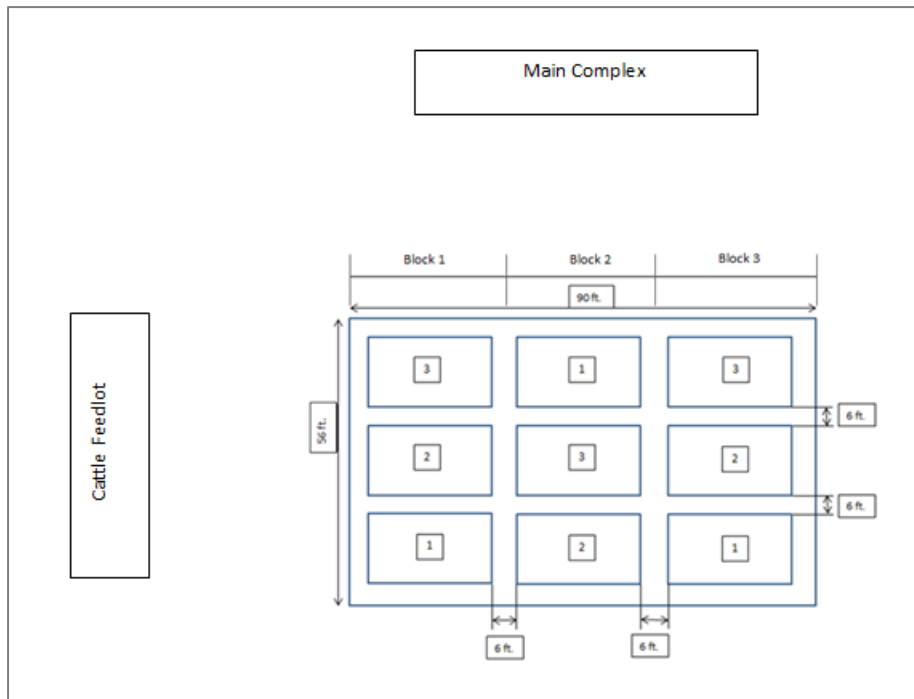 Main Complex
Block 1
Block 2
Block 3
90 ft.
56 ft.
Cattle Feedlot
3
1
3
6 ft.
2
3
2
6 ft.
1
2
1
6 ft.
6 ft.